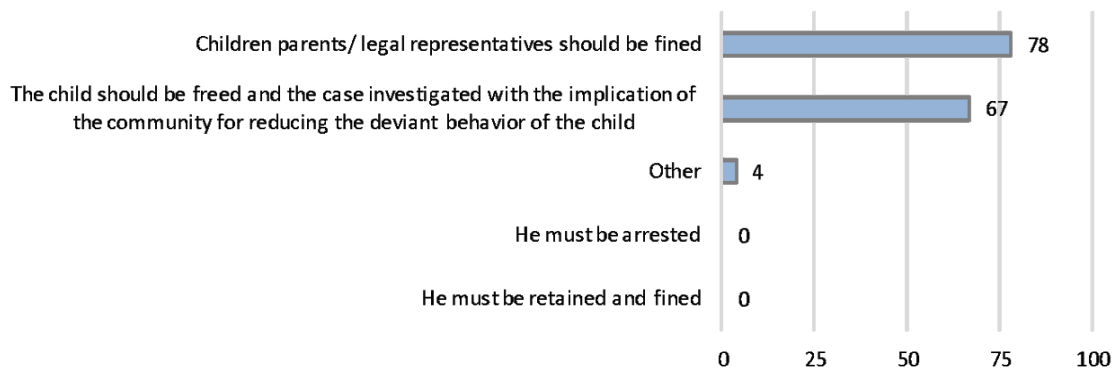 Children parents/ legal representatives should be fined 78
The child should be freed and the case investigated with the implication of
the community for reducing the deviant behavior of the child 67
Other 4
He must be arrested 0
He must be retained and fined 0
0 25 50 75 100